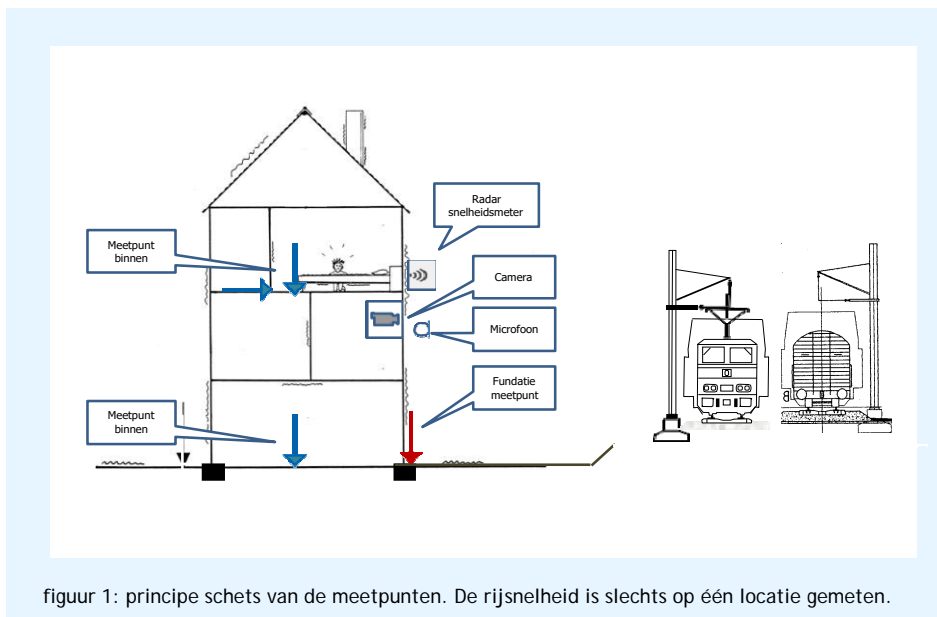 Radar
snelheidsmeter
Meetpunt
binnen
Camera
Microfoon
Fundatie
meetpunt
Meetpunt
binnen
figuur 1: principe schets van de meetpunten. De rijsnelheid is slechts op één locatie gemeten.